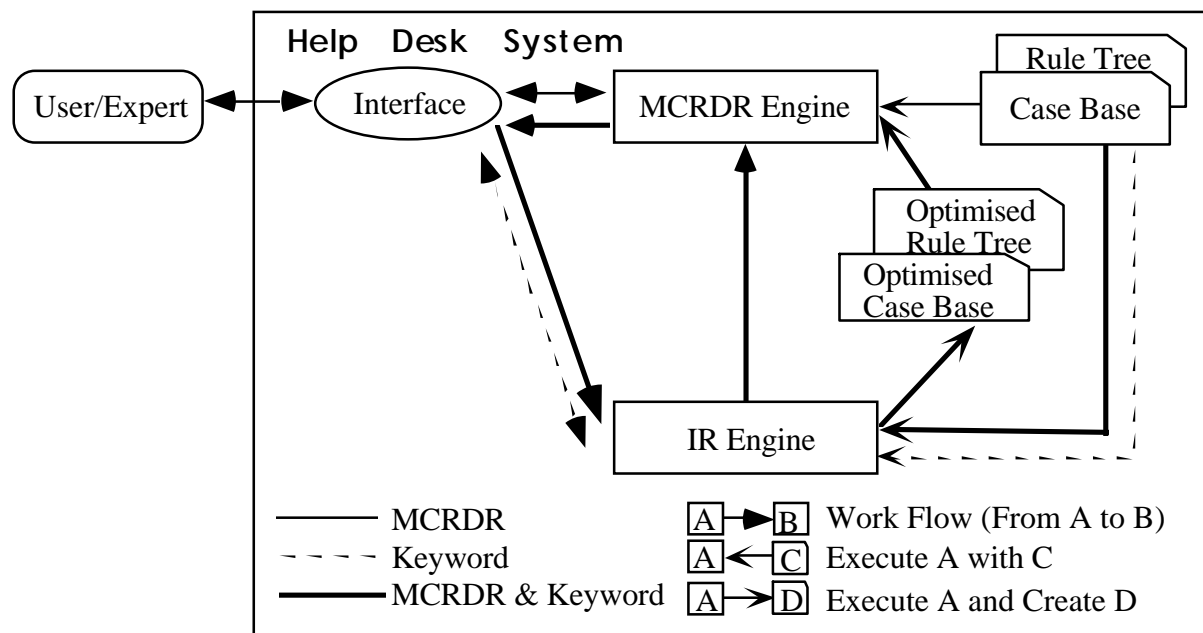 Help Desk System
User/Expert
Interface
MCRDR Engine
Rule Tree
Case Base
Optimised
Rule Tree
Optimised
Case Base
IR Engine
MCRDR
Keyword
MCRDR & Keyword
A B Work Flow (From A to B)
A C Execute A with C
A D Execute A and Create D